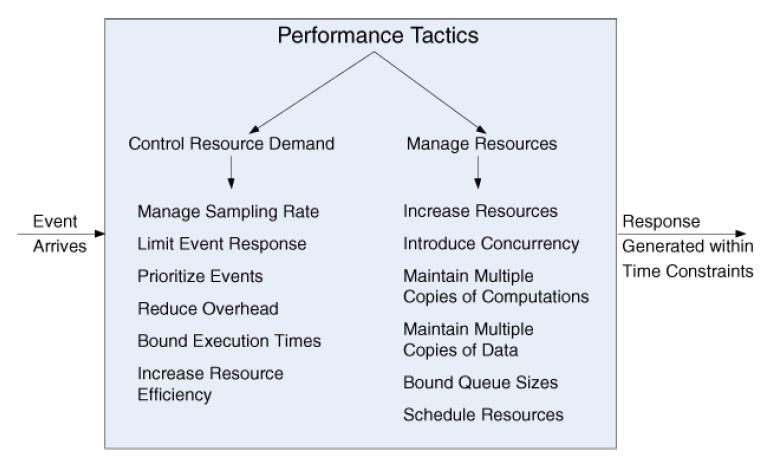 Performance Tactics
Control Resource Demand
Manage Sampling Rate
Limit Event Response
Prioritize Events
Reduce Overhead
Bound Execution Times
Increase Resource
Efficiency
Manage Resources
Increase Resources
Introduce Concurrency
Maintain Multiple
Copies of Computations
Maintain Multiple
Copies of Data
Bound Queue Sizes
Schedule Resources
Event
Arrives
Response
Generated within
Time Constraints